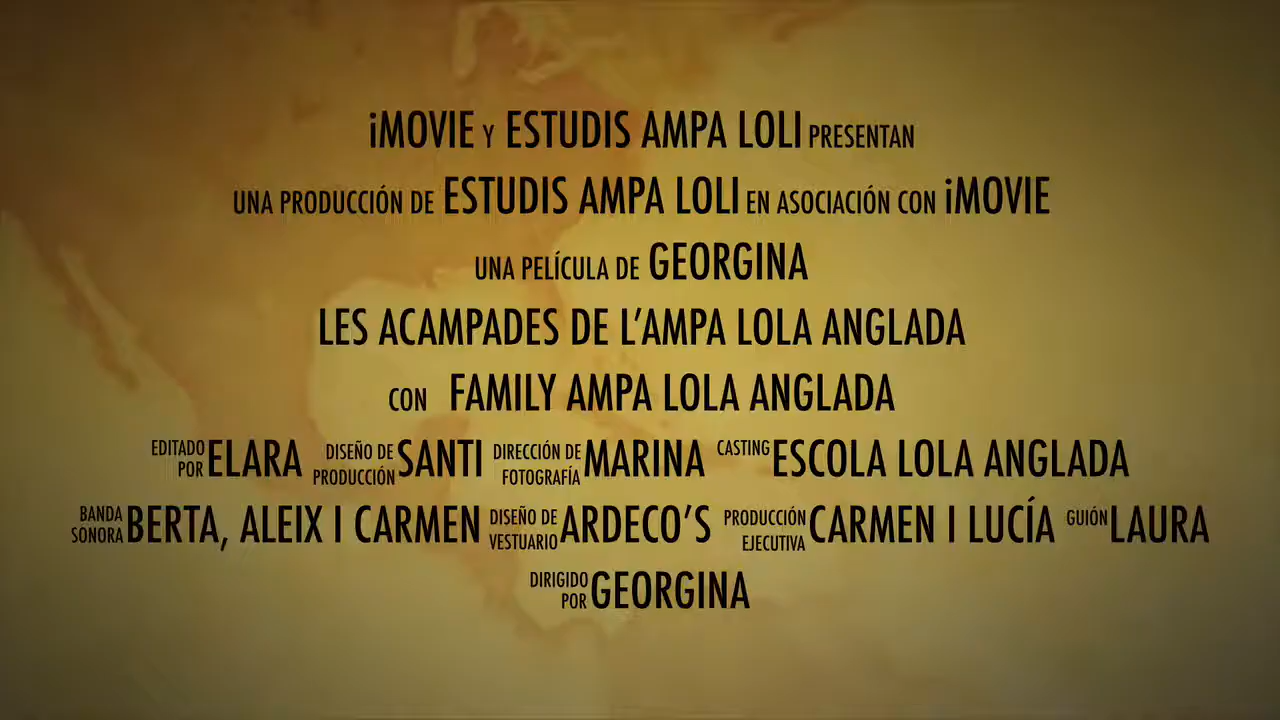 iMOVIE Y ESTUDIS AMPA LOLI PRESENTAN
UNA PRODUCCIÓN DE ESTUDIS AMPA LOLI EN ASOCIACIÓN CON iMOVIE
UNA PELÍCULA DE GEORGINA
LES ACAMPADES DE L'AMPA LOLA ANGLADA
CON FAMILY AMPA LOLA ANGLADA
EDITADO POR ELARA DISEÑO DE PRODUCCIÓN SANTI DIRECCIÓN DE FOTOGRAFÍA MARINA CASTING ESCOLA LOLA ANGLADA
BANDA SONORA BERTA, ALEIX I CARMEN DISEÑO DE VESTUARIO ARDECO'S PRODUCCIÓN EJECUTIVA CARMEN I LUCÍA GUIÓN LAURA
DIRIGIDO POR GEORGINA